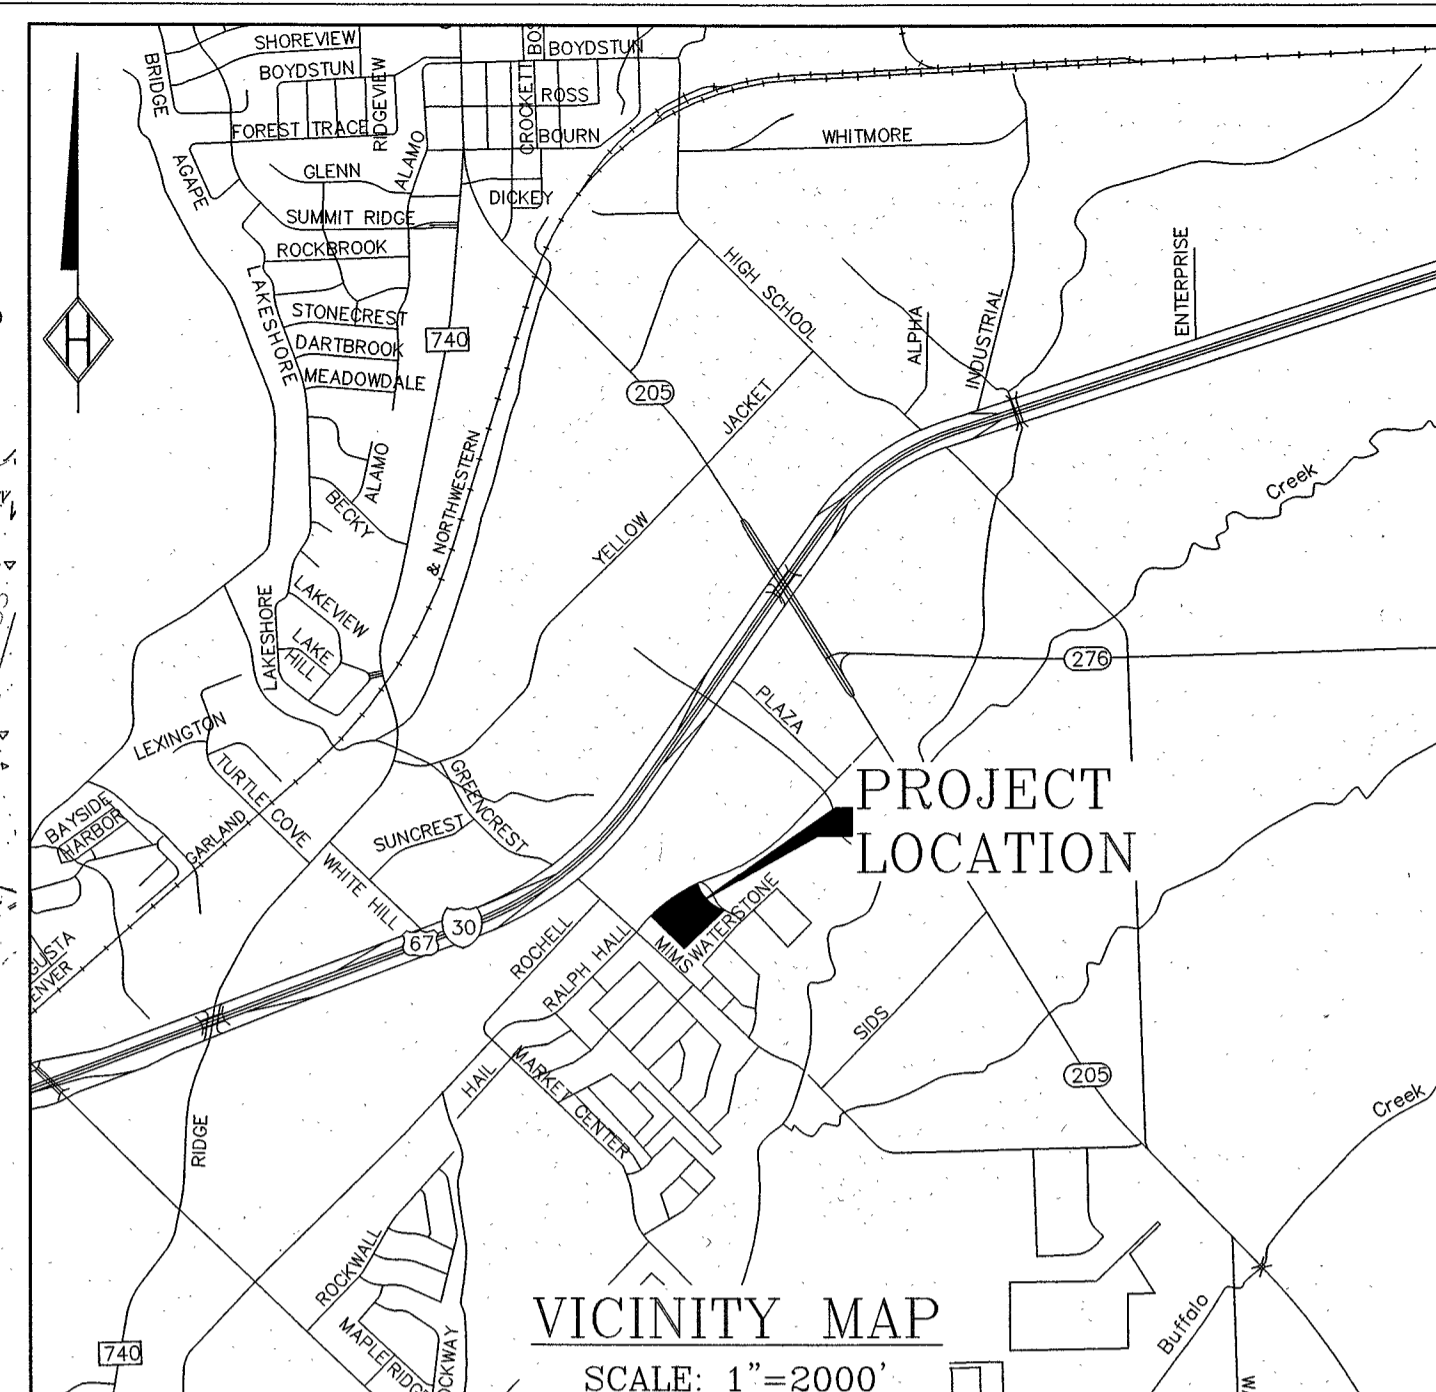 SHOREVIEW
BOYDSTUN
BOYDSTUN
BRIDGE
RIDGEVIEW
CROCKETT
ROSS
FOREST TRACE
BOURN
WHITMORE
AGAPE
GLENN
ALAMO
DICKEY
SUMMIT RIDGE
ROCKBROOK
HIGH SCHOOL
ENTERPRISE
LAKESHORE
STONECREST
ALPHA
INDUSTRIAL
740
DARTBROOK
MEADOWDALE
205
JACKET
H
ALAMO
BECKY
& NORTHWESTERN
YELLOW
Creek
LAKESHORE
LAKEVIEW
LAKE
HILL
276
PLAZA
LEXINGTON
TURTLE COVE
GREENCREST
PROJECT
LOCATION
BAYSIDE
HARBOR
GARLAND
SUNCREST
WHITE HILL
67
30
ROCHELL
RALPH HALL
MIMS
WATERSTONE
SIDS
HAIL
MARKET CENTER
205
Creek
RIDGE
ROCKWALL
MAPLE RIDG
OCKWAY
740
Buffalo
VICINITY MAP
SCALE: 1"=2000'